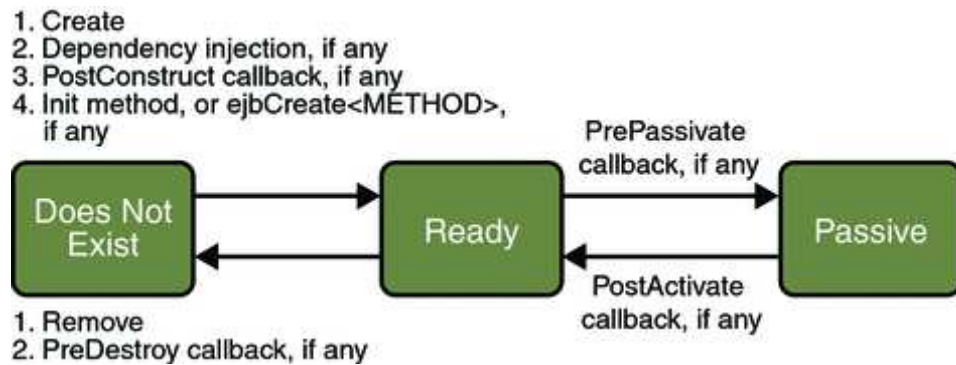 1. Create
2. Dependency injection, if any
3. PostConstruct callback, if any
4. Init method, or ejbCreate<METHOD>,
if any
PrePassivate
callback, if any
Does Not
Exist
Ready
Passive
PostActivate
callback, if any
1. Remove
2. PreDestroy callback, if any